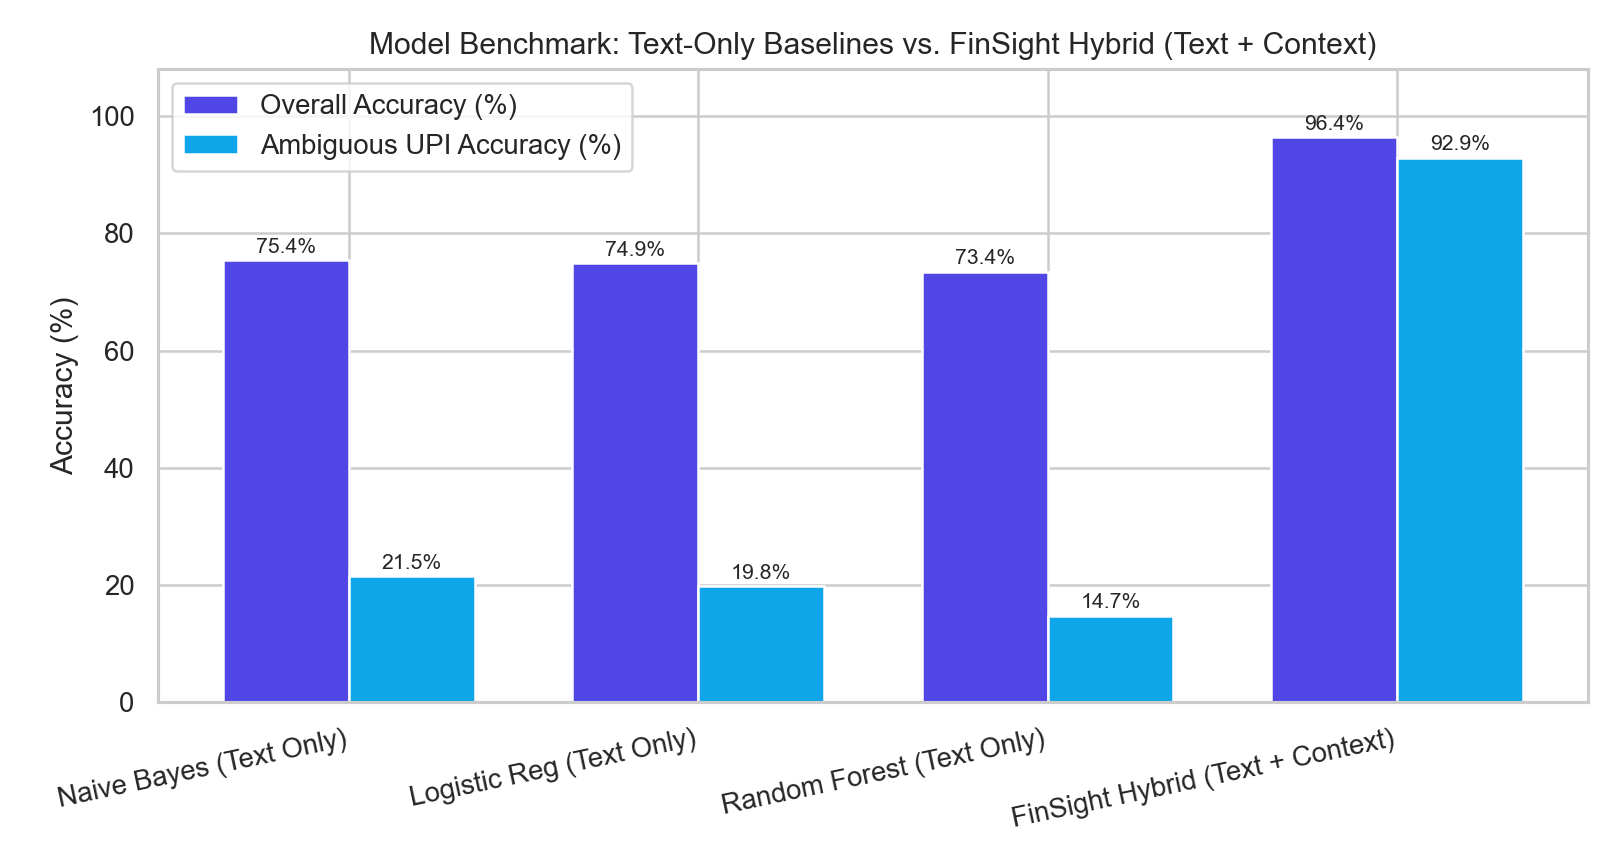 Model Benchmark: Text-Only Baselines vs. FinSight Hybrid (Text + Context)
Overall Accuracy (%)
Ambiguous UPI Accuracy (%)
Accuracy (%)
100
80
60
40
20
0
75.4%
21.5%
74.9%
19.8%
73.4%
14.7%
96.4%
92.9%
Naive Bayes (Text Only)
Logistic Reg (Text Only)
Random Forest (Text Only)
FinSight Hybrid (Text + Context)